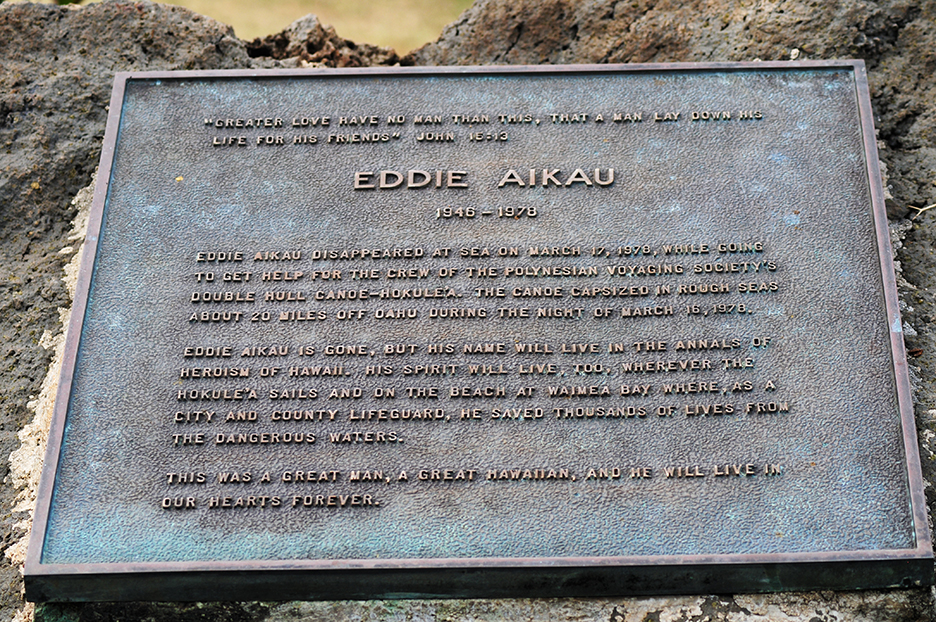 "GREATER LOVE HAVE NO MAN THAN THIS, THAT A MAN LAY DOWN HIS
LIFE FOR HIS FRIENDS" JOHN 15:13
EDDIE AIKAU
1946-1978
EDDIE AIKAU DISAPPEARED AT SEA ON MARCH 17, 1978, WHILE GOING
TO GET HELP FOR THE CREW OF THE POLYNESIAN VOYAGING SOCIETY'S
DOUBLE HULL CANOE-HOKULE'A. THE CANOE CAPSIZED IN ROUGH SEAS
ABOUT 20 MILES OFF OAHU DURING THE NIGHT OF MARCH 16, 1978.
EDDIE AIKAU IS GONE, BUT HIS NAME WILL LIVE IN THE ANNALS OF
HEROISM OF HAWAII. HIS SPIRIT WILL LIVE, TOO, WHEREVER THE
HOKULE'A SAILS AND ON THE BEACH AT WAIMEA BAY WHERE, AS A
CITY AND COUNTY LIFEGUARD, HE SAVED THOUSANDS OF LIVES FROM
THE DANGEROUS WATERS.
THIS WAS A GREAT MAN, A GREAT HAWAIIAN, AND HE WILL LIVE IN
OUR HEARTS FOREVER.